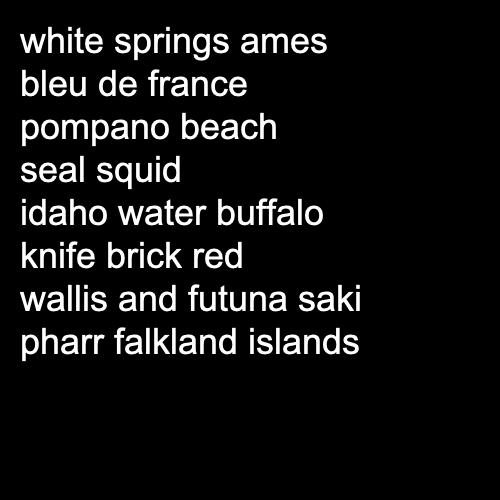 white springs ames
bleu de france
pompano beach
seal squid
idaho water buffalo
knife brick red
wallis and futuna saki
pharr falkland islands